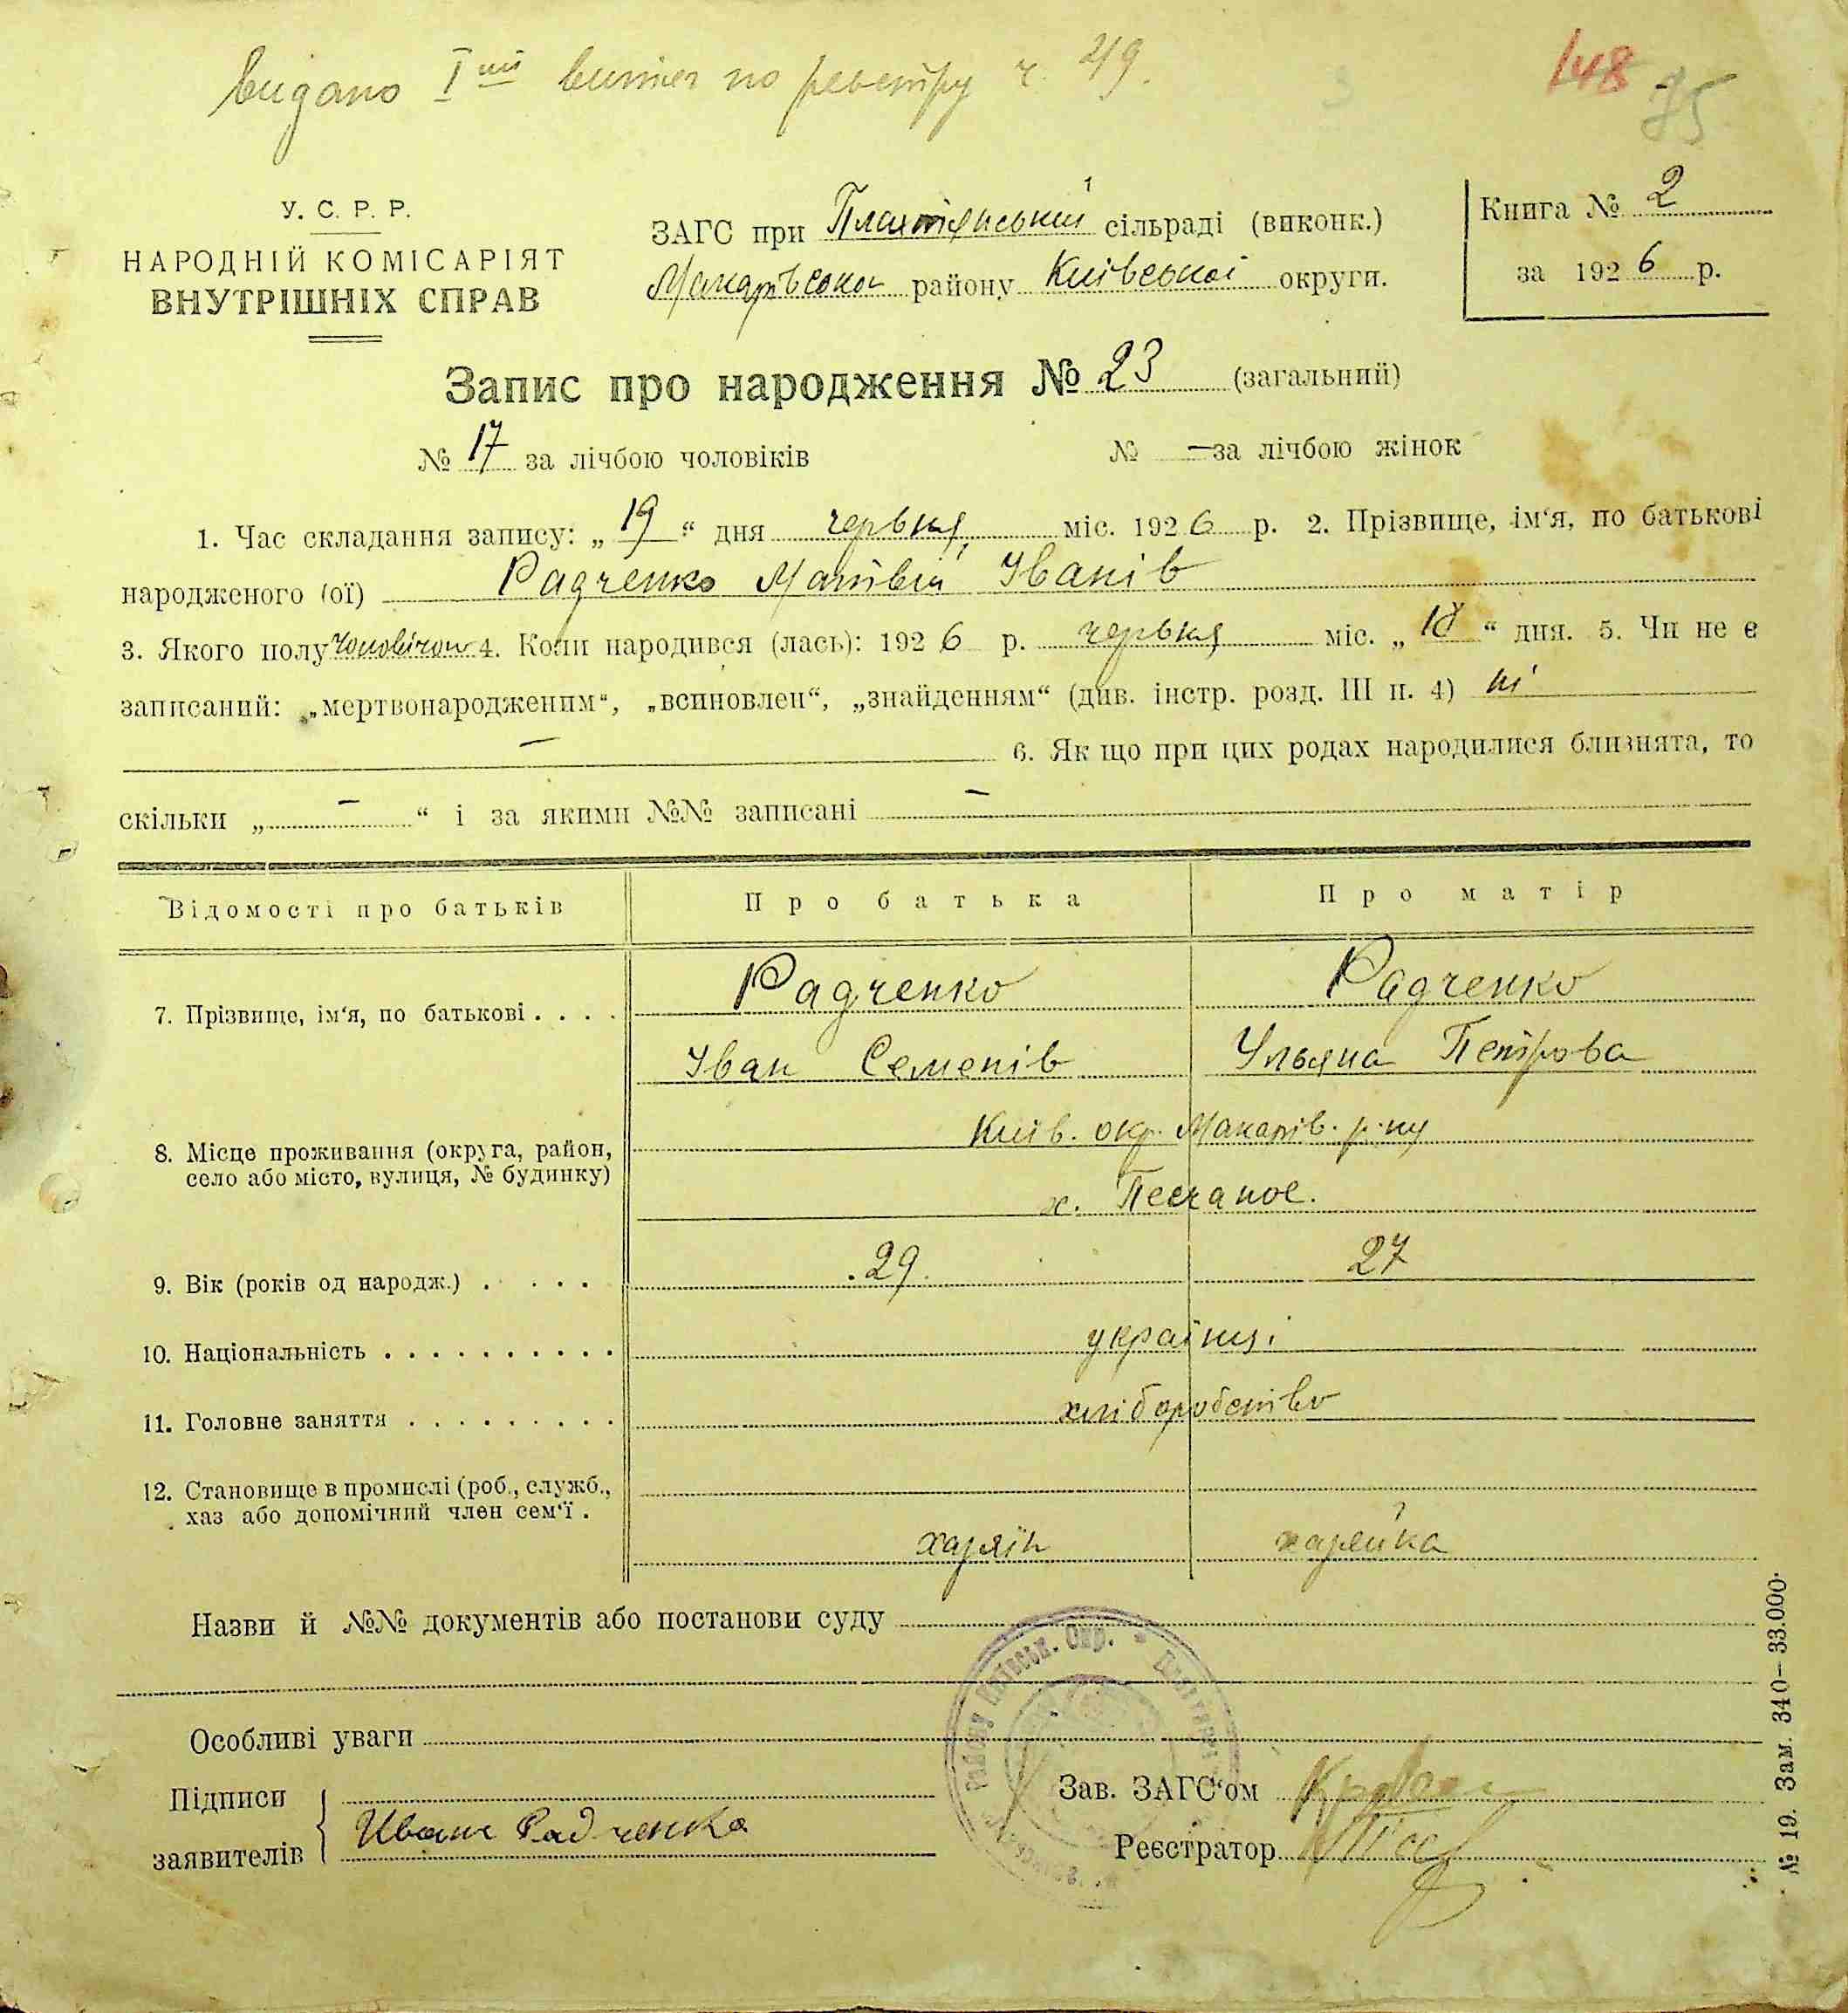 видано І ший витяг по реєстру ч. 219.
148 75
У. С. Р. Р.
НАРОДНІЙ КОМІСАРІЯТ
ВНУТРІШНІХ СПРАВ
ЗАГС при Плахтянській сільраді (виконк.)
Макарівського району Київської округи.
Книга № 2
за 1926 р.
Запис про народження № 23 (загальний)
№ 17 за лічбою чоловіків № — за лічбою жінок
1. Час складання запису: „ 19 “ дня червня міс. 1926 р. 2. Прізвище, ім‘я, по батькові
народженого (ої) Радченко Матвій Іванів
3. Якого полу чоловічого 4. Коли народився (лась): 1926 р. червня міс. „ 18 “ дня. 5. Чи не є
записаний: „мертвонародженим“, „всиновлен“, „знайденням“ (див. інстр. розд. III п. 4) ні
— 6. Як що при цих родах народилися близнята, то
скільки „ — “ і за якими №№ записані —
Відомості про батьків Про батька Про матір
7. Прізвище, ім‘я, по батькові . . . . Радченко Радченко
Іван Семенів Ульяна Петрова
8. Місце проживання (округа, район, Київ. окр. Макарів. р-ну
село або місто, вулиця, № будинку) х. Песчаное.
9. Вік (років од народж.) . . . . . 29 27
10. Національність . . . . . . . . . . українці
11. Головне заняття . . . . . . . . . хліборобство
12. Становище в промислі (роб., служб.,
хаз або допомічний член сем‘ї .
хазяїн хазяйка
Назви й №№ документів або постанови суду
Особливі уваги
Підписи
заявителів Иван Радченко
Зав. ЗАГС‘ом
Реєстратор
району Київськ. Окр.
№ 19. Зам. 340–33.000.